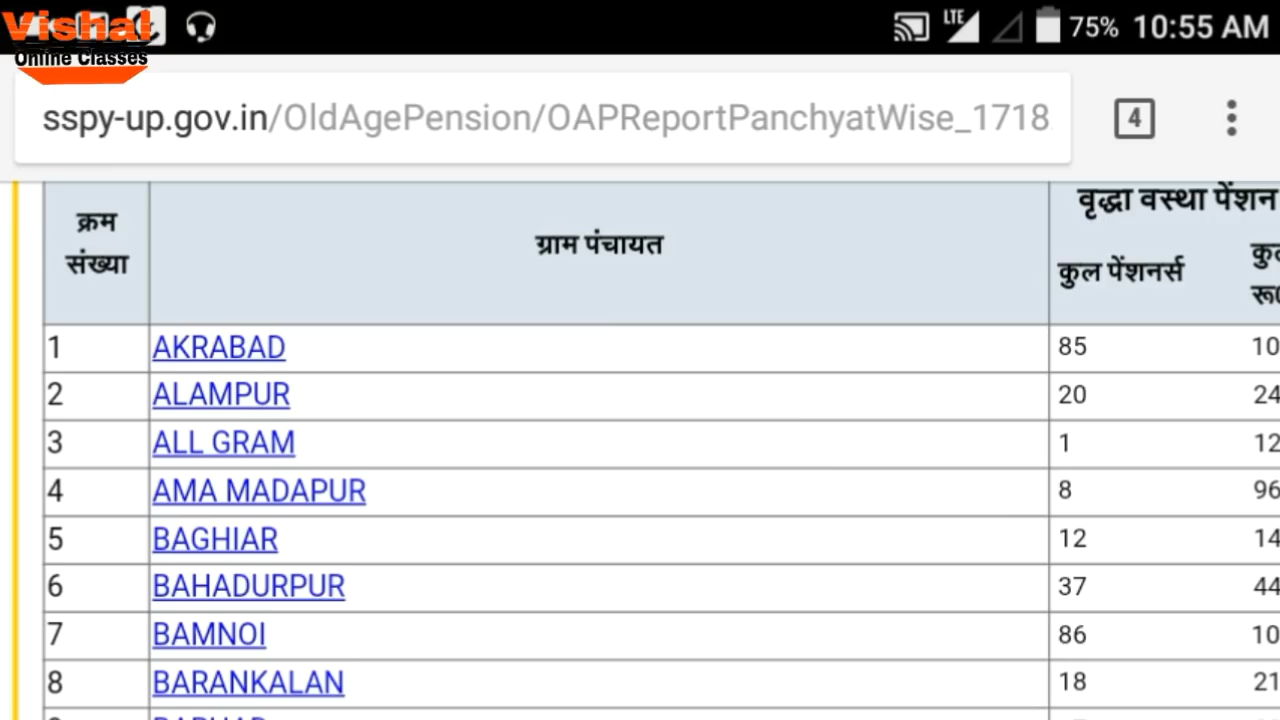 Vishal
Online Classes
LTE 75% 10:55 AM
sspy-up.gov.in/OldAgePension/OAPReportPanchyatWise_1718
4
क्रम संख्या
ग्राम पंचायत
वृद्धा वस्था पेंशन
कुल पेंशनर्स
1 AKRABAD 85 10
2 ALAMPUR 20 24
3 ALL GRAM 1 12
4 AMA MADAPUR 8 96
5 BAGHIAR 12 14
6 BAHADURPUR 37 44
7 BAMNOI 86 10
8 BARANKALAN 18 21